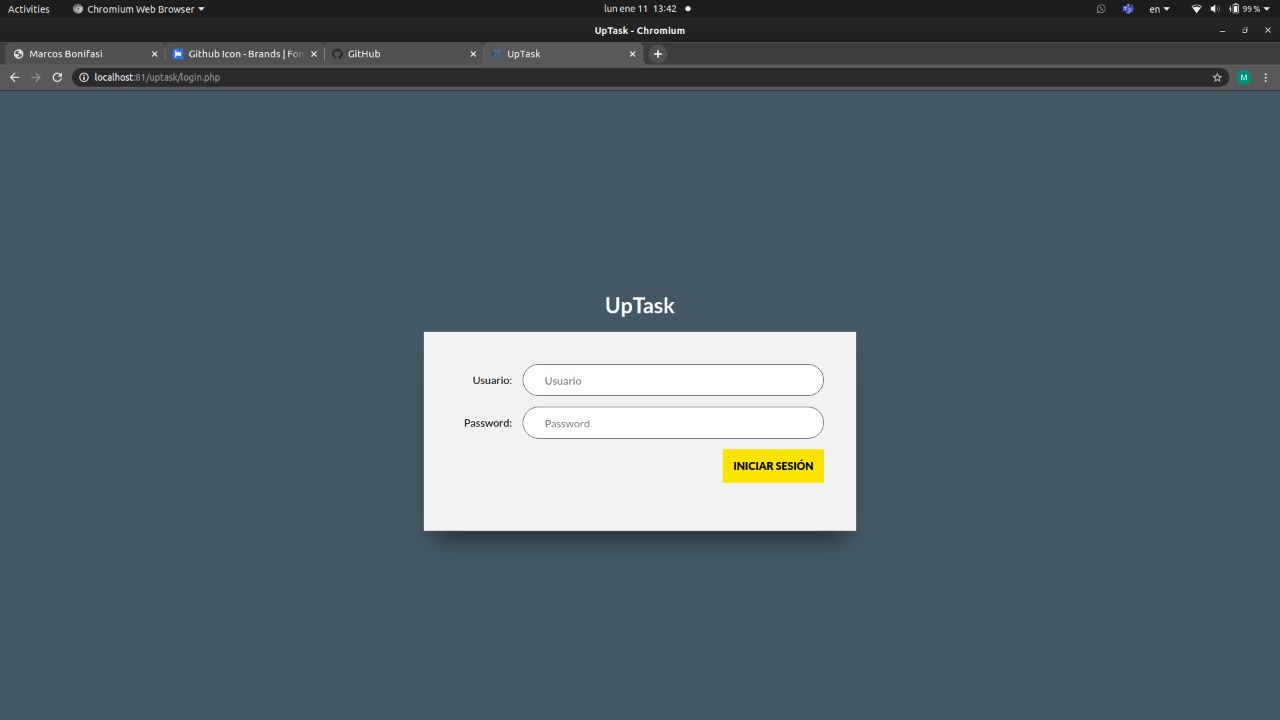 Activities Chromium Web Browser lun ene 11 13:42 en 99 %
UpTask - Chromium
Marcos Bonifasi Github Icon - Brands | Fon GitHub UpTask
localhost:81/uptask/login.php M
UpTask
Usuario: Usuario
Password: Password
INICIAR SESIÓN